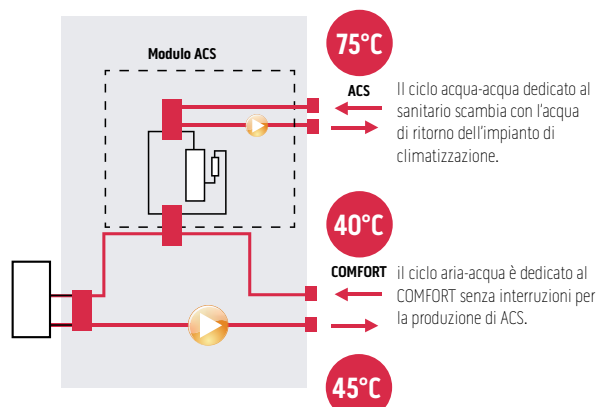 Modulo ACS
75°C
ACS
Il ciclo acqua-acqua dedicato al
sanitario scambia con l'acqua
di ritorno dell'impianto di
climatizzazione.
40°C
COMFORT
il ciclo aria-acqua è dedicato al
COMFORT senza interruzioni per
la produzione di ACS.
45°C